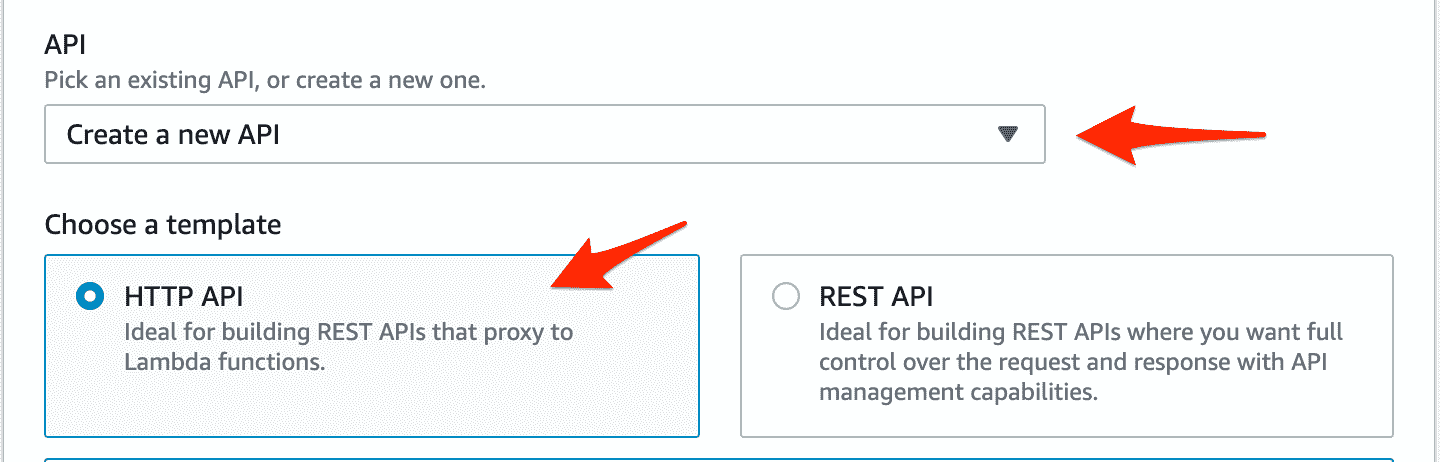 API
Pick an existing API, or create a new one.
Create a new API
Choose a template
HTTP API
Ideal for building REST APIs that proxy to
Lambda functions.
REST API
Ideal for building REST APIs where you want full
control over the request and response with API
management capabilities.